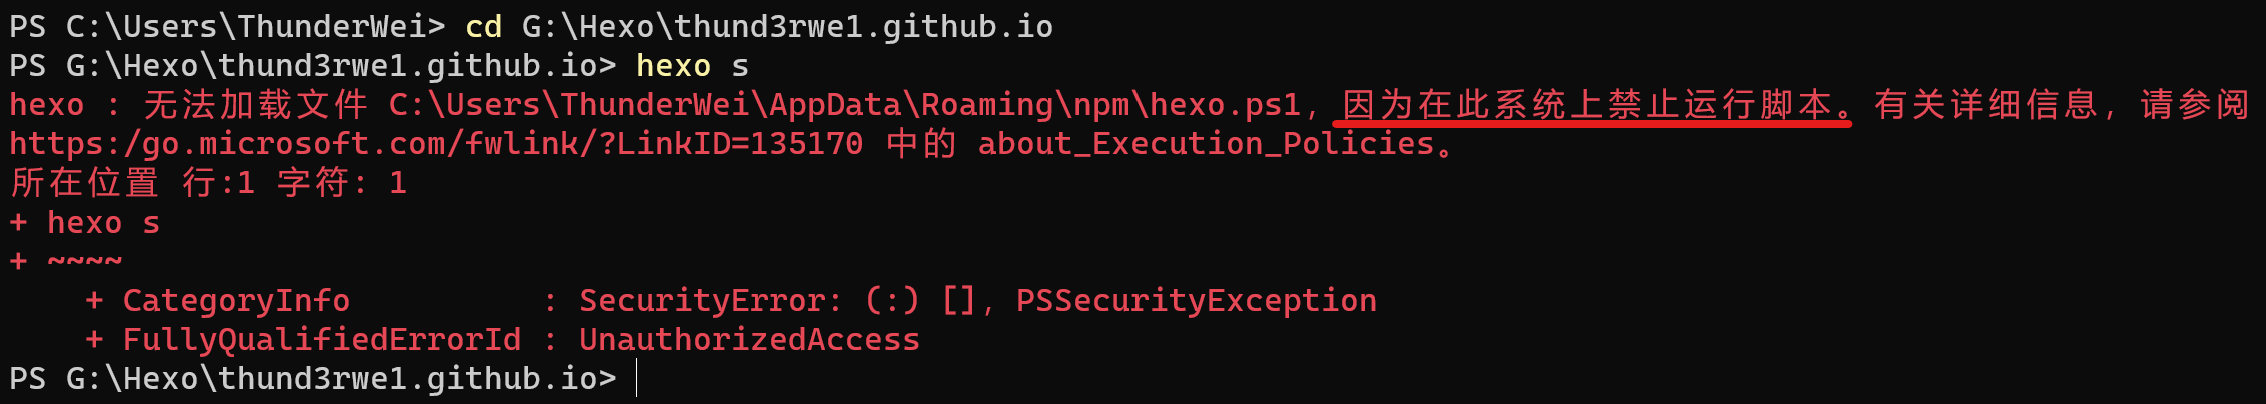 PS C:\Users\ThunderWei> cd G:\Hexo\thund3rwe1.github.io
PS G:\Hexo\thund3rwe1.github.io> hexo s
hexo : 无法加载文件 C:\Users\ThunderWei\AppData\Roaming\npm\hexo.ps1，因为在此系统上禁止运行脚本。有关详细信息，请参阅
https:/go.microsoft.com/fwlink/?LinkID=135170 中的 about_Execution_Policies。
所在位置 行:1 字符: 1
+ hexo s
+ ~~~~
    + CategoryInfo          : SecurityError: (:) []，PSSecurityException
    + FullyQualifiedErrorId : UnauthorizedAccess
PS G:\Hexo\thund3rwe1.github.io>